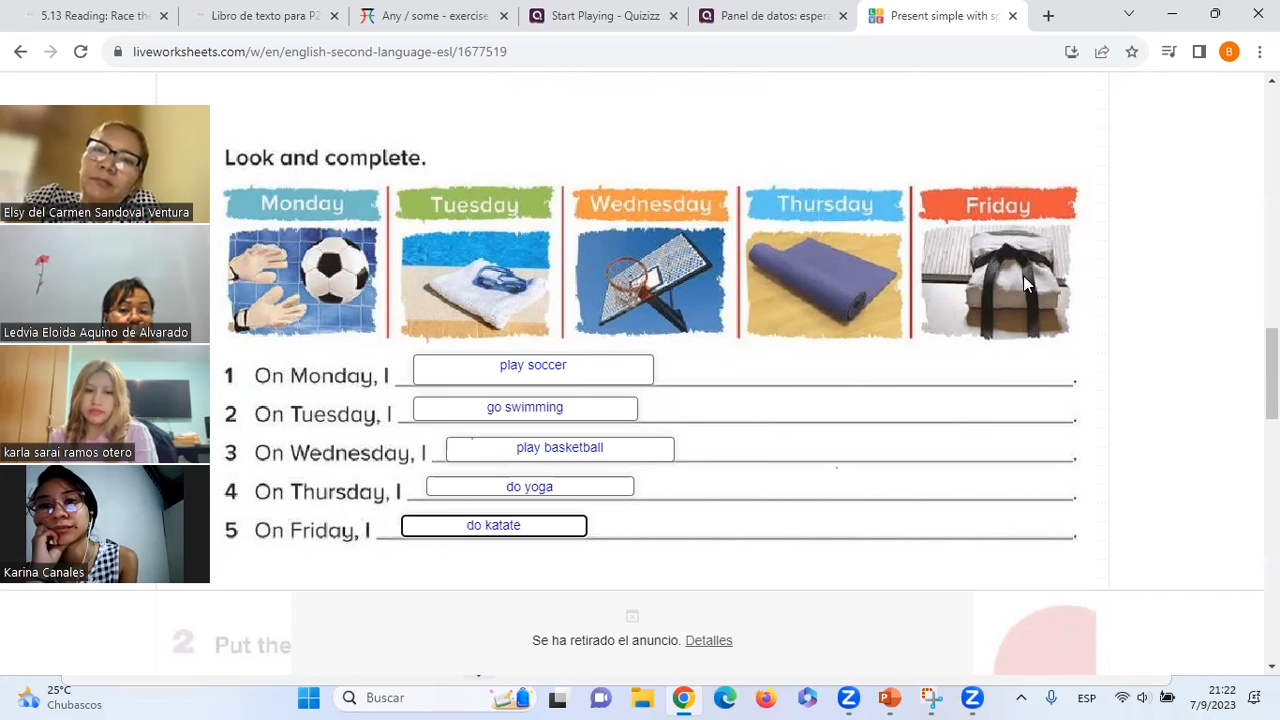 5.13 Reading: Race th
Libro de texto para P2
Any / some: exercise
Start Playing - Quizizz
Panel de datos: espera
Present simple with sp
liveworksheets.com/w/en/english-second-language-esl/1677519
B
Look and complete.
Monday
Tuesday
Wednesday
Thursday
Friday
1 On Monday, I play soccer.
2 On Tuesday, I go swimming.
3 On Wednesday, I play basketball.
4 On Thursday, I do yoga.
5 On Friday, I do katate.
Elsy del Carmen Sandoval Ventura
Ledvia Eloida Aquino de Alvarado
karla sarai ramos otero
Karina Canales
2 Put the
Se ha retirado el anuncio. Detalles
25°C
Chubascos
Buscar
ESP
21:22
7/9/2023